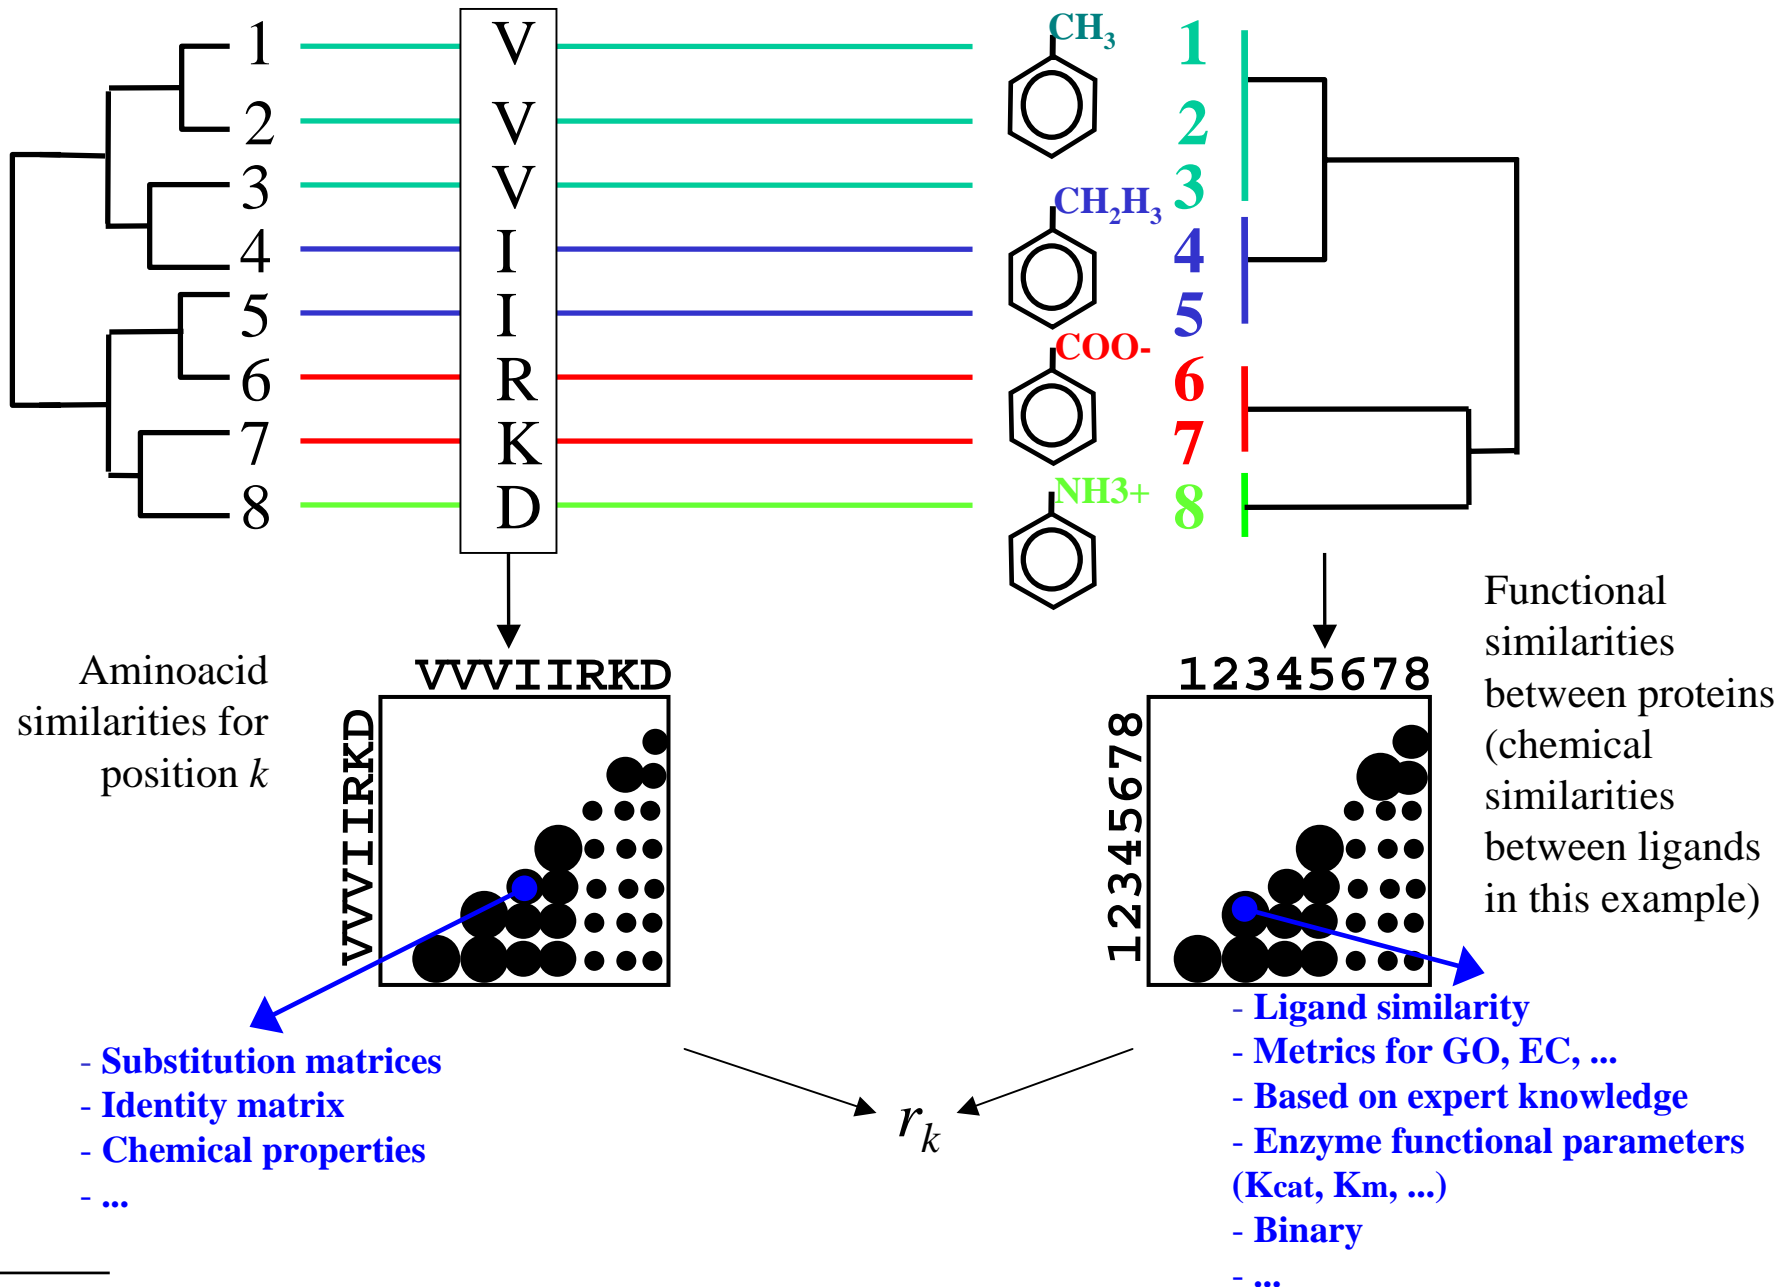 1 V CH3 1
2 V 2
3 V 3
CH2H3
4 I 4
5 I 5
COO-
6 R 6
7 K 7
NH3+
8 D 8
Aminoacid
similarities for
position k
VVVIIRKD
VVVIIRKD
12345678
12345678
Functional
similarities
between proteins
(chemical
similarities
between ligands
in this example)
- Substitution matrices
- Identity matrix
- Chemical properties
- ...
rk
- Ligand similarity
- Metrics for GO, EC, ...
- Based on expert knowledge
- Enzyme functional parameters
(Kcat, Km, ...)
- Binary
- ...